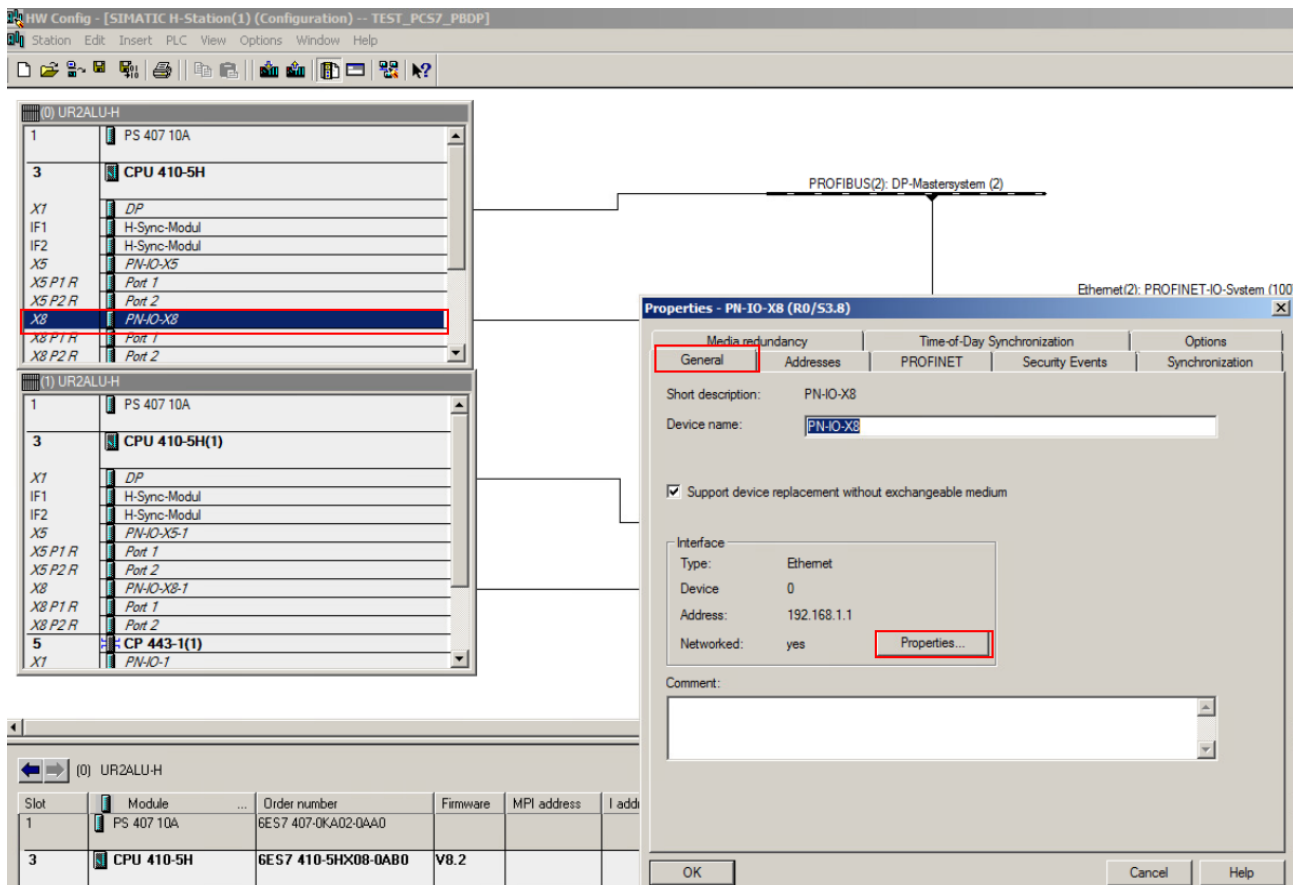 HW Config - [SIMATIC H-Station(1) (Configuration) -- TEST_PCS7_PBDP]
Station Edit Insert PLC View Options Window Help
(0) UR2ALU-H
1 PS 407 10A
3 CPU 410-5H
X1 DP
IF1 H-Sync-Modul
IF2 H-Sync-Modul
X5 PN-IO-X5
X5 P1 R Port 1
X5 P2 R Port 2
X8 PN-IO-X8
X8 P1 R Port 1
X8 P2 R Port 2
(1) UR2ALU-H
1 PS 407 10A
3 CPU 410-5H(1)
X1 DP
IF1 H-Sync-Modul
IF2 H-Sync-Modul
X5 PN-IO-X5-1
X5 P1 R Port 1
X5 P2 R Port 2
X8 PN-IO-X8-1
X8 P1 R Port 1
X8 P2 R Port 2
5 CP 443-1(1)
X1 PN-IO-1
PROFIBUS(2): DP-Mastersystem (2)
Ethernet(2): PROFINET-IO-System (100
Properties - PN-IO-X8 (R0/S3.8)
Media redundancy Time-of-Day Synchronization Options
General Addresses PROFINET Security Events Synchronization
Short description: PN-IO-X8
Device name: PN-IO-X8
Support device replacement without exchangeable medium
Interface
Type: Ethernet
Device 0
Address: 192.168.1.1
Networked: yes Properties...
Comment:
OK Cancel Help
(0) UR2ALU-H
Slot Module ... Order number Firmware MPI address I addr
1 PS 407 10A 6ES7 407-0KA02-0AA0
3 CPU 410-5H 6ES7 410-5HX08-0AB0 V8.2